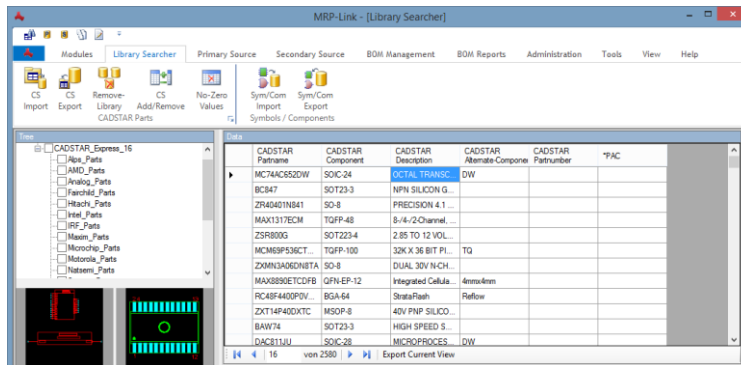 MRP-Link - [Library Searcher]
Modules Library Searcher Primary Source Secondary Source BOM Management BOM Reports Administration Tools View Help
CS Import CS Export Remove-Library CS Add/Remove No-Zero Values Sym/Com Import Sym/Com Export
CADSTAR Parts Symbols / Components
Tree
CADSTAR_Express_16
Alps_Parts
AMD_Parts
Analog_Parts
Fairchild_Parts
Hitachi_Parts
Intel_Parts
IRF_Parts
Maxim_Parts
Microchip_Parts
Motorola_Parts
Natsemi_Parts
Data
CADSTAR Partname CADSTAR Component CADSTAR Description CADSTAR Alternate-Componer CADSTAR Partnumber *PAC
MC74AC652DW SOIC-24 OCTAL TRANSC... DW
BC847 SOT23-3 NPN SILICON G...
ZR40401N841 SO-8 PRECISION 4.1 ...
MAX1317ECM TQFP-48 8-/4-/2-Channel, ...
ZSR800G SOT223-4 2.85 TO 12 VOL...
MCM69P536CT... TQFP-100 32K X 36 BIT PI... TQ
ZXMN3A06DN8TA SO-8 DUAL 30V N-CH...
MAX8890ETCDFB QFN-EP-12 Integrated Cellula... 4mmx4mm
RC48F4400P0V... BGA-64 StrataFlash Reflow
ZXT14P40DXTC MSOP-8 40V PNP SILICO...
BAW74 SOT23-3 HIGH SPEED S...
DAC811JU SOIC-28 MICROPROCES... DW
16 von 2580 Export Current View